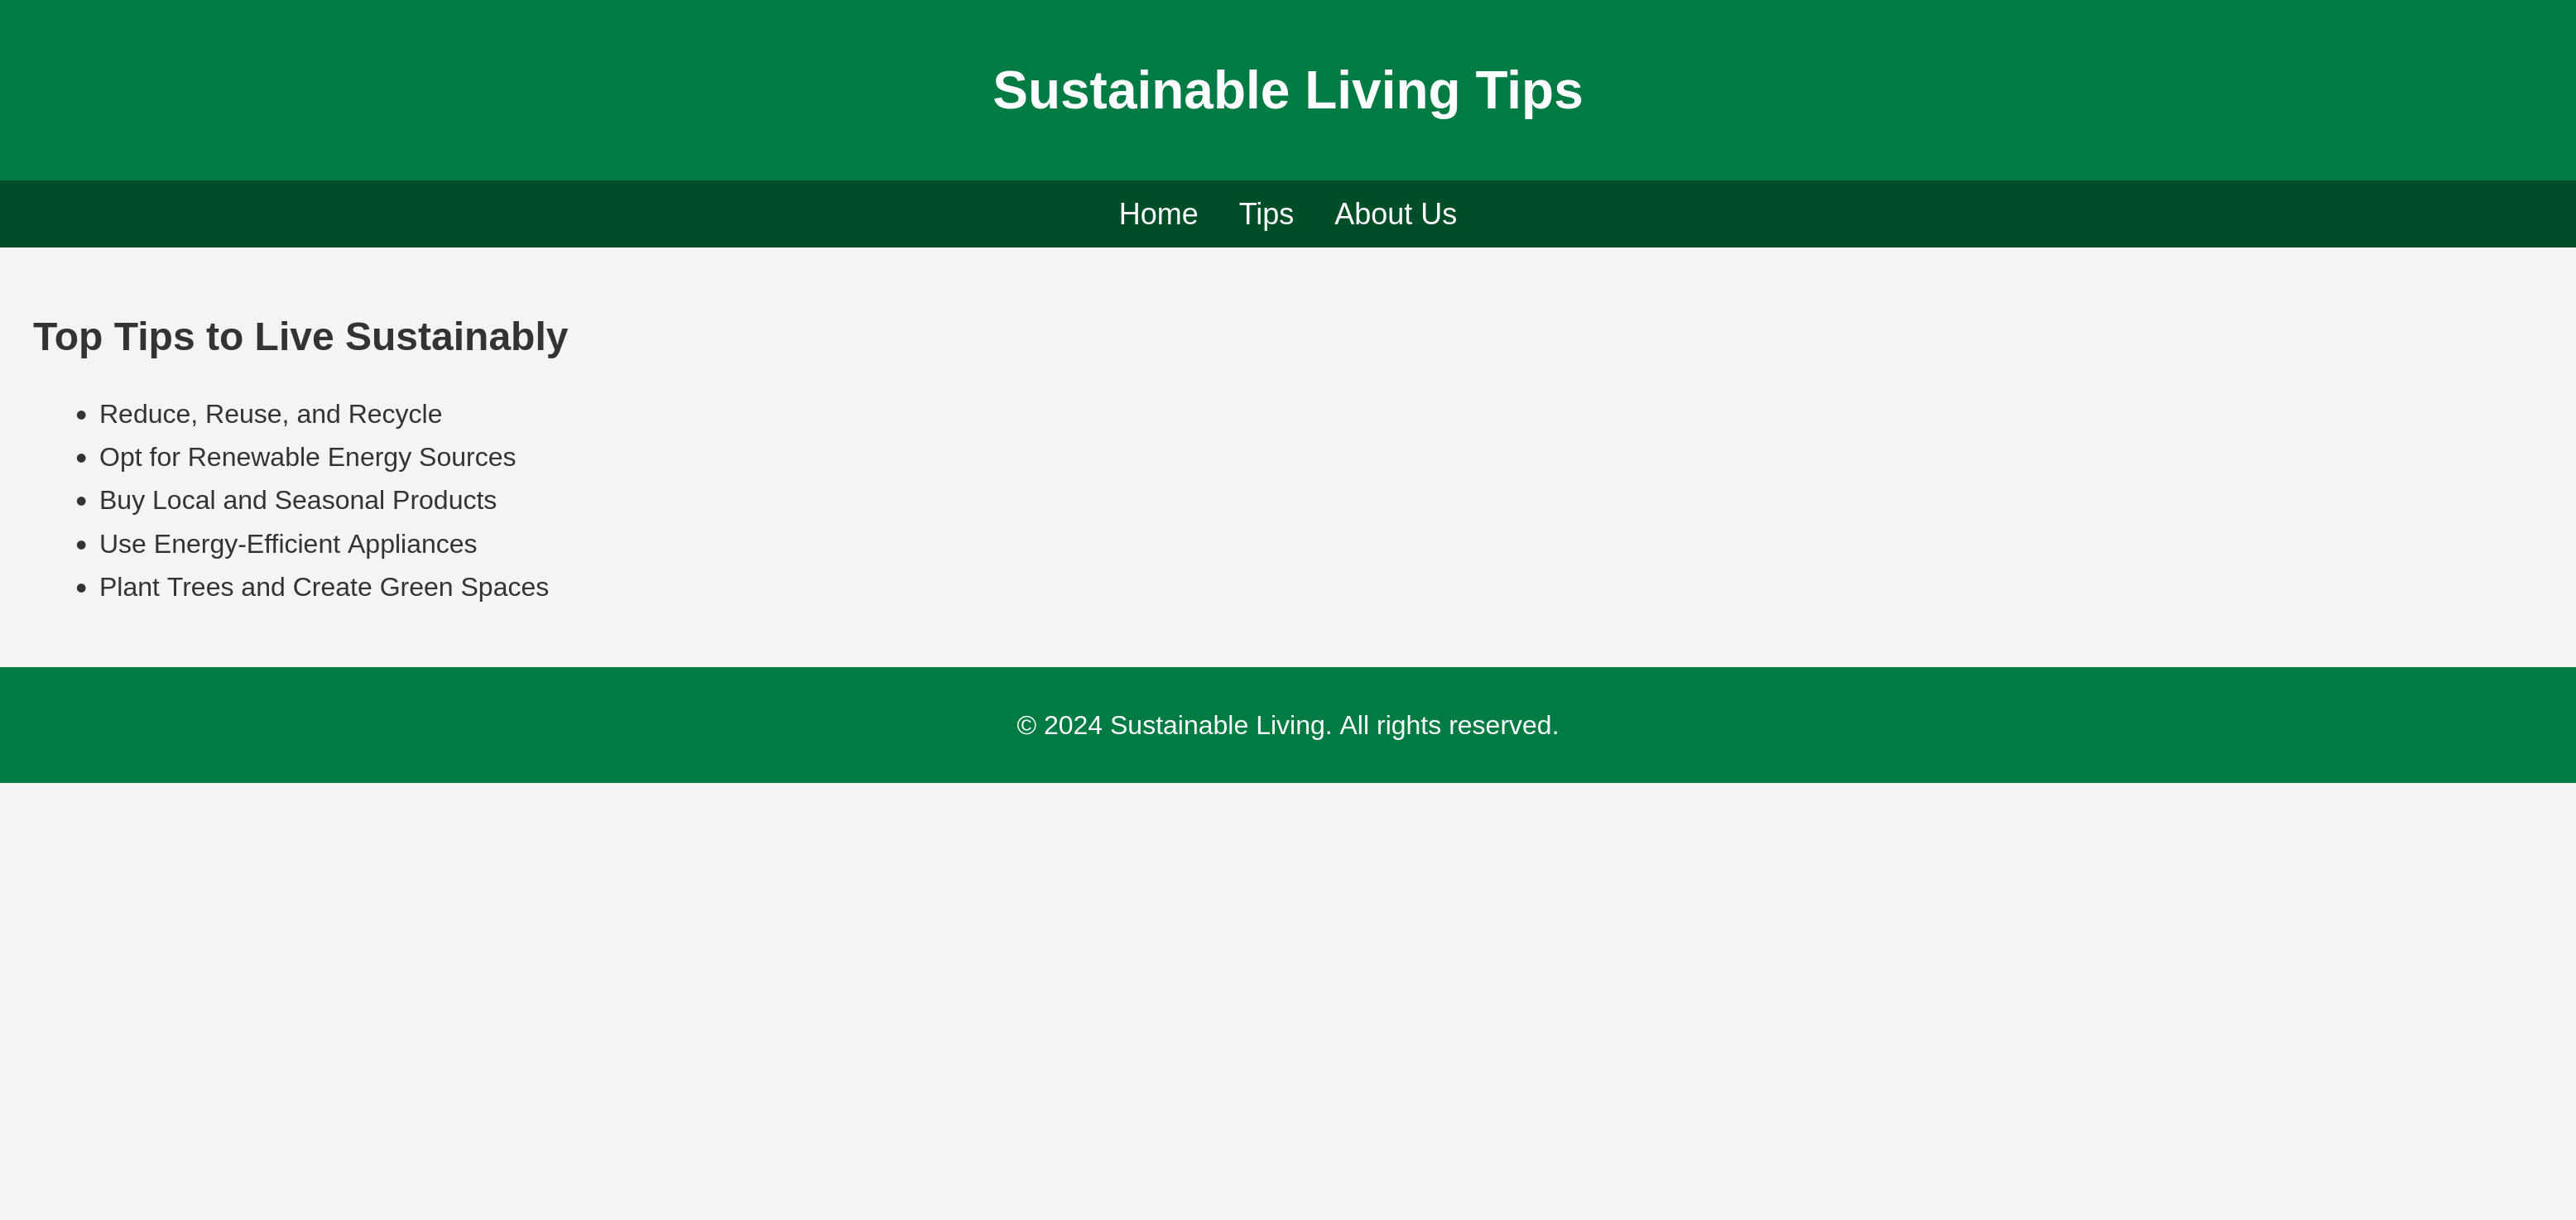 Sustainable Living Tips
Home Tips About Us
Top Tips to Live Sustainably
• Reduce, Reuse, and Recycle
• Opt for Renewable Energy Sources
• Buy Local and Seasonal Products
• Use Energy-Efficient Appliances
• Plant Trees and Create Green Spaces
© 2024 Sustainable Living. All rights reserved.